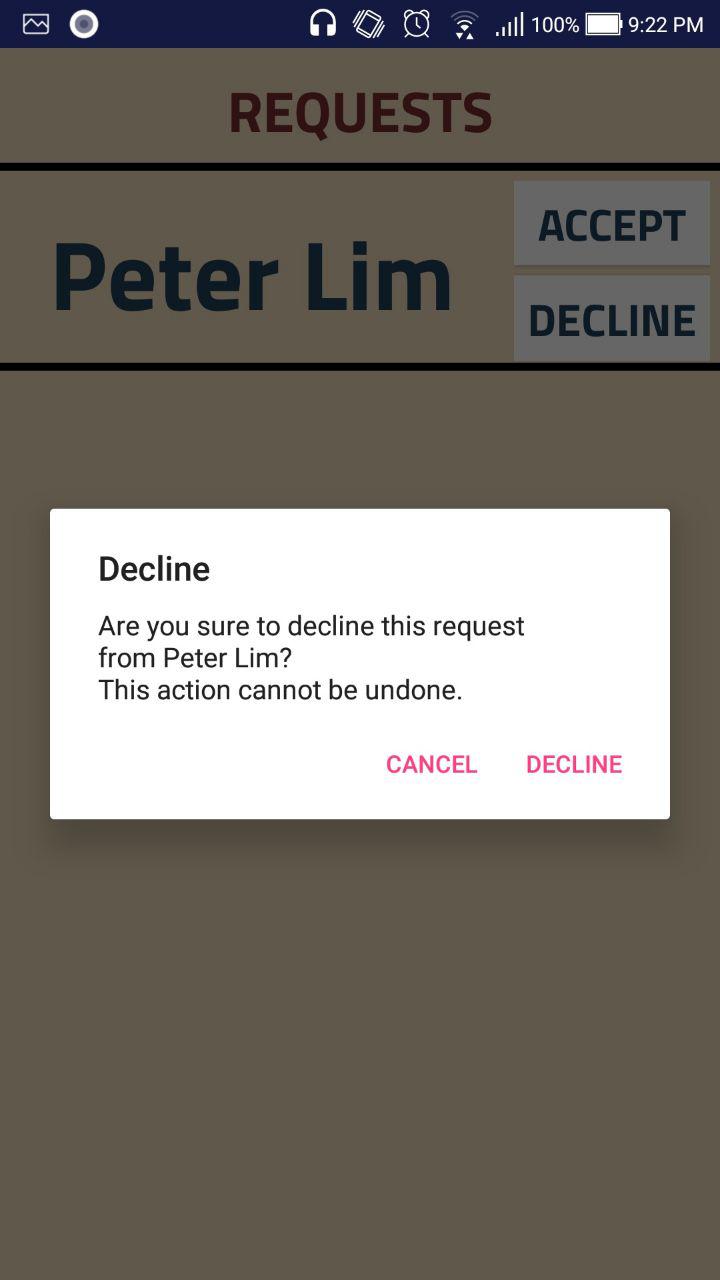 100% 9:22 PM
REQUESTS
Peter Lim
ACCEPT
DECLINE
Decline
Are you sure to decline this request
from Peter Lim?
This action cannot be undone.
CANCEL DECLINE